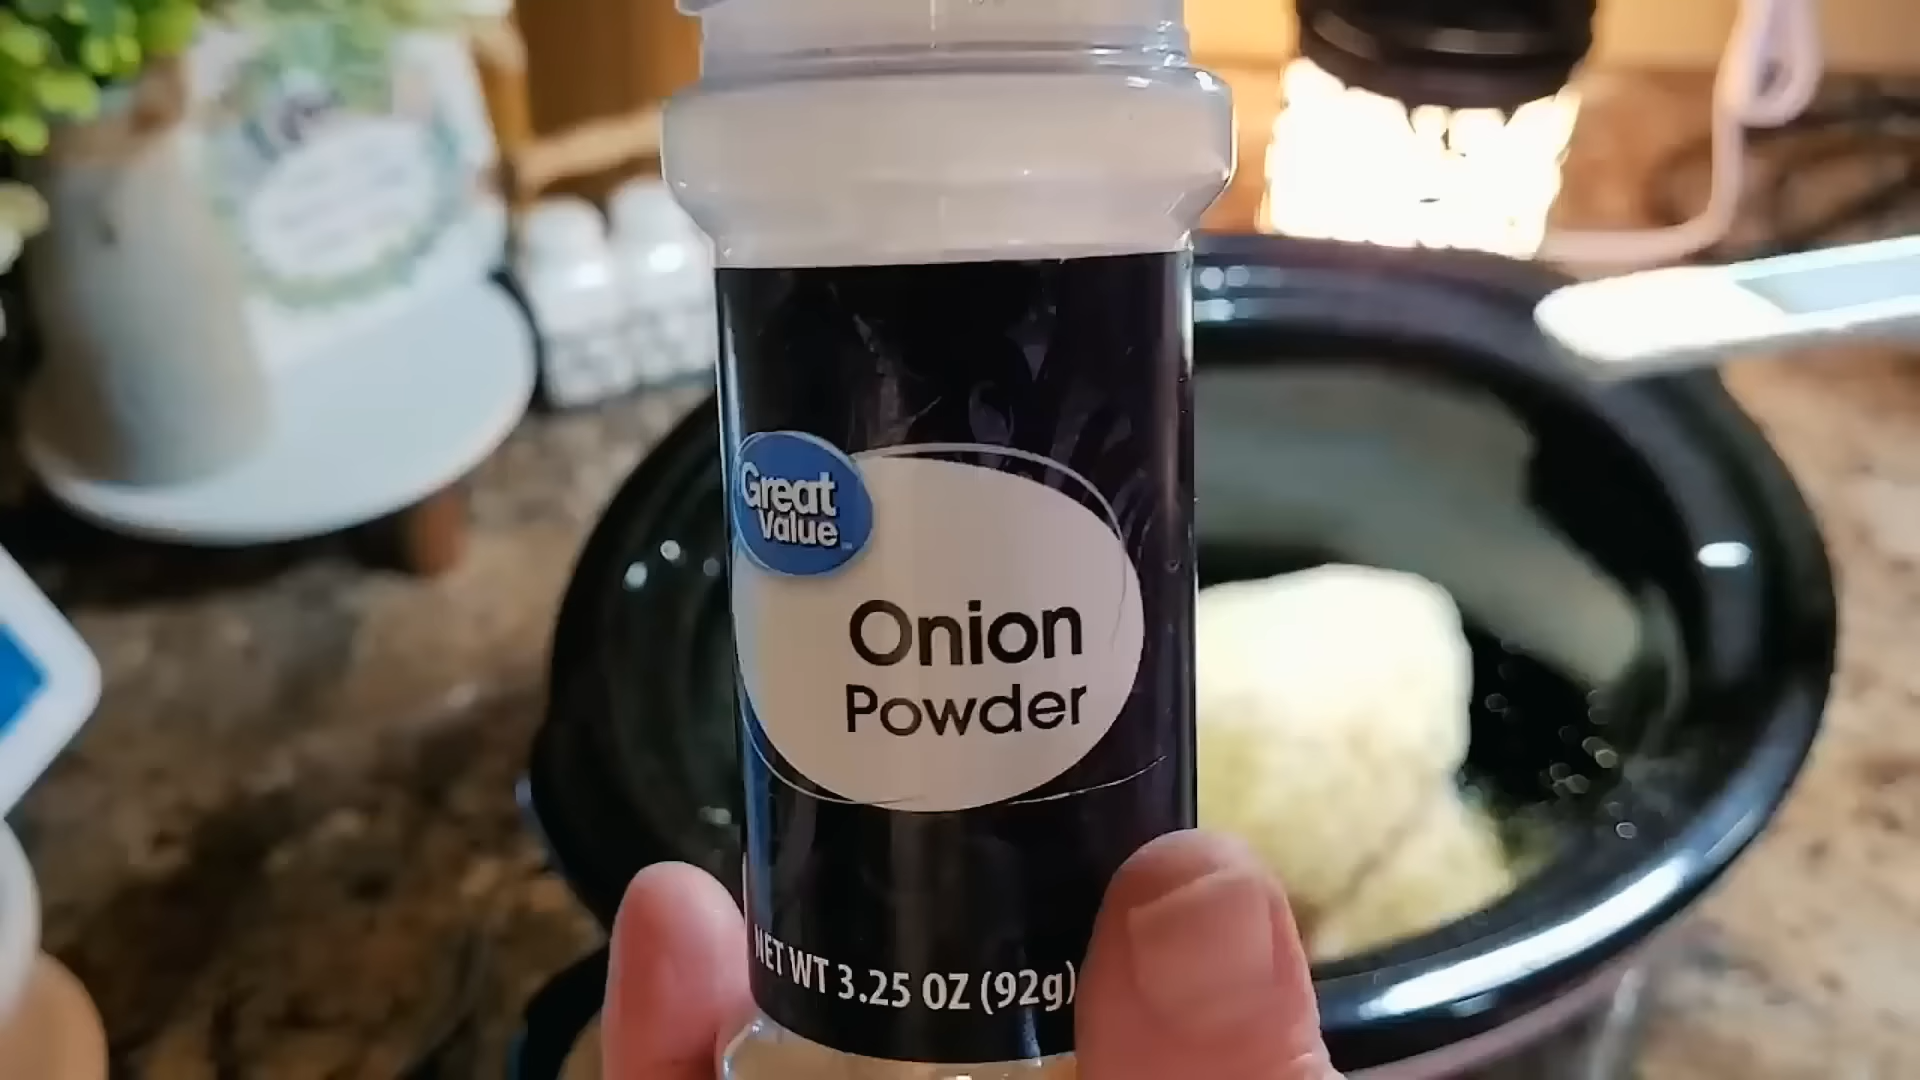 Great
Value
Onion
Powder
NET WT 3.25 OZ (92g)